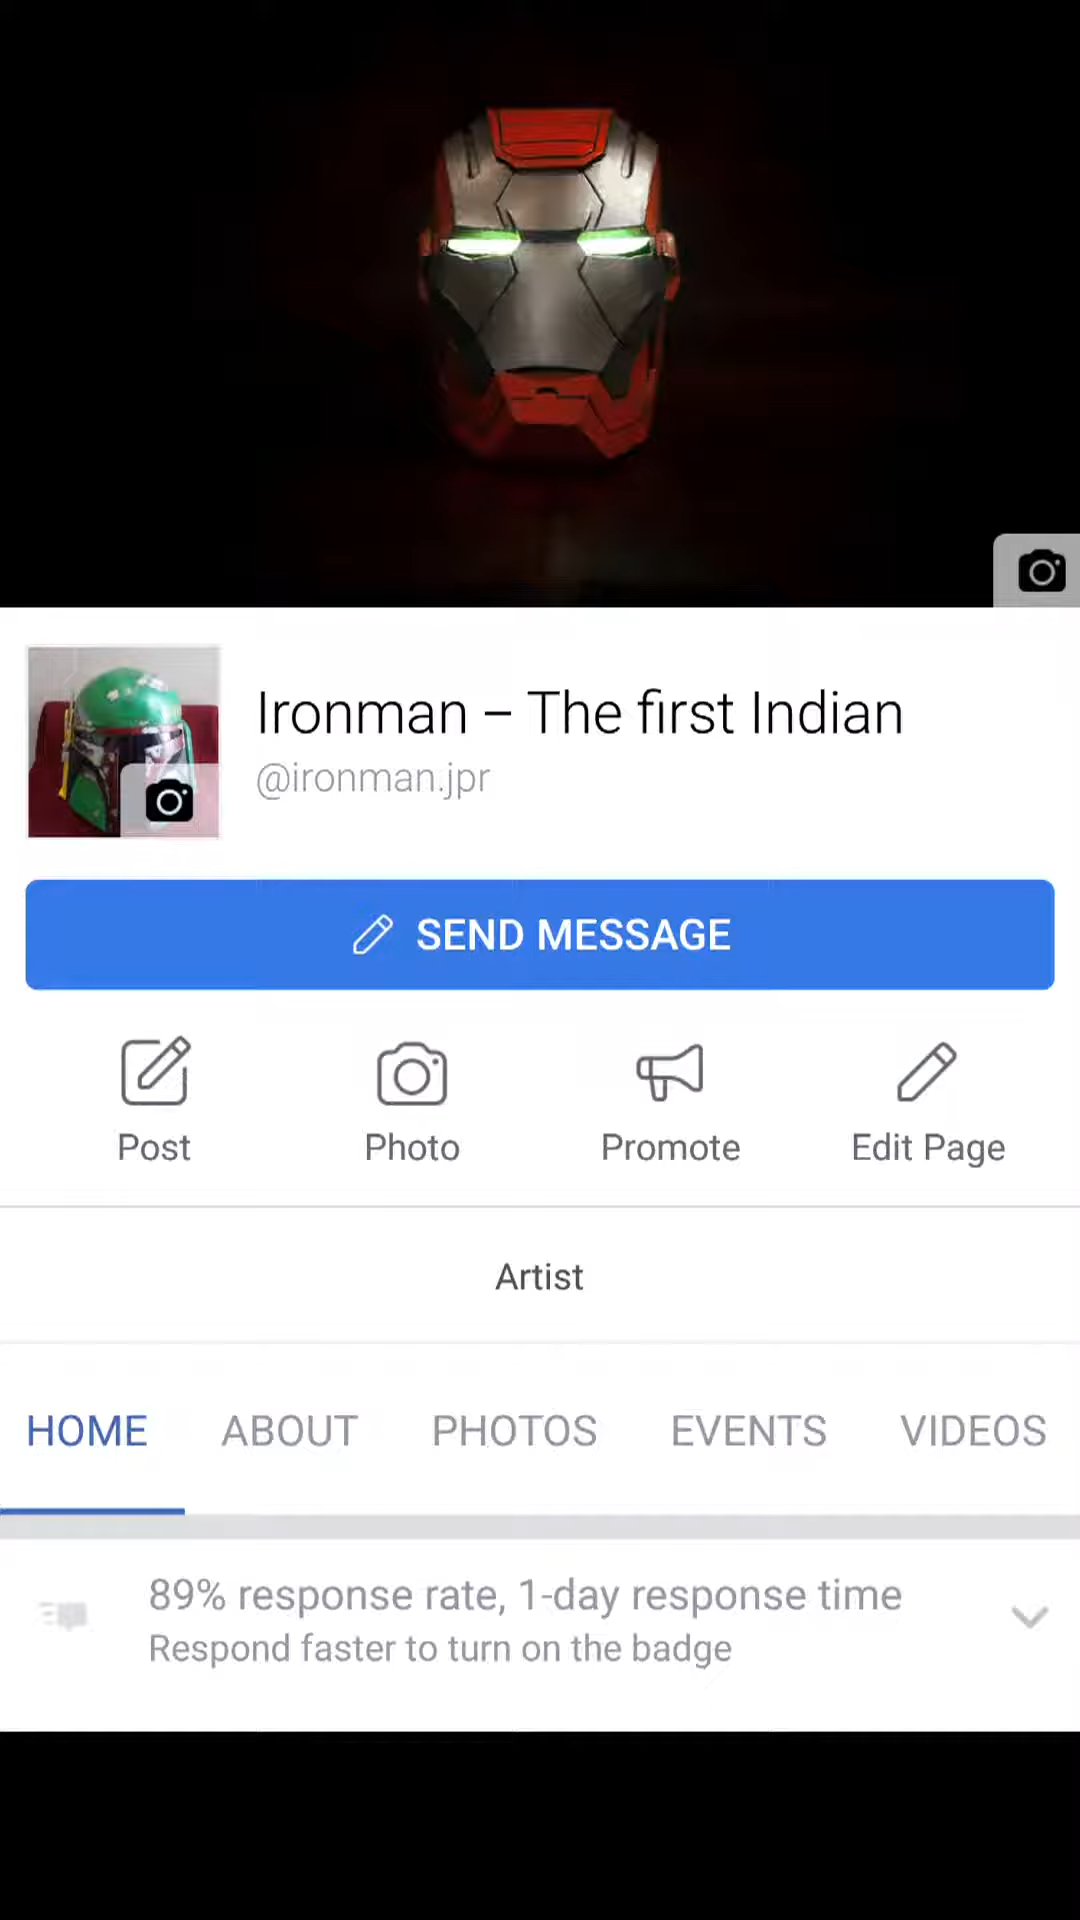 Ironman – The first Indian
@ironman.jpr
SEND MESSAGE
Post
Photo
Promote
Edit Page
Artist
HOME
ABOUT
PHOTOS
EVENTS
VIDEOS
89% response rate, 1-day response time
Respond faster to turn on the badge